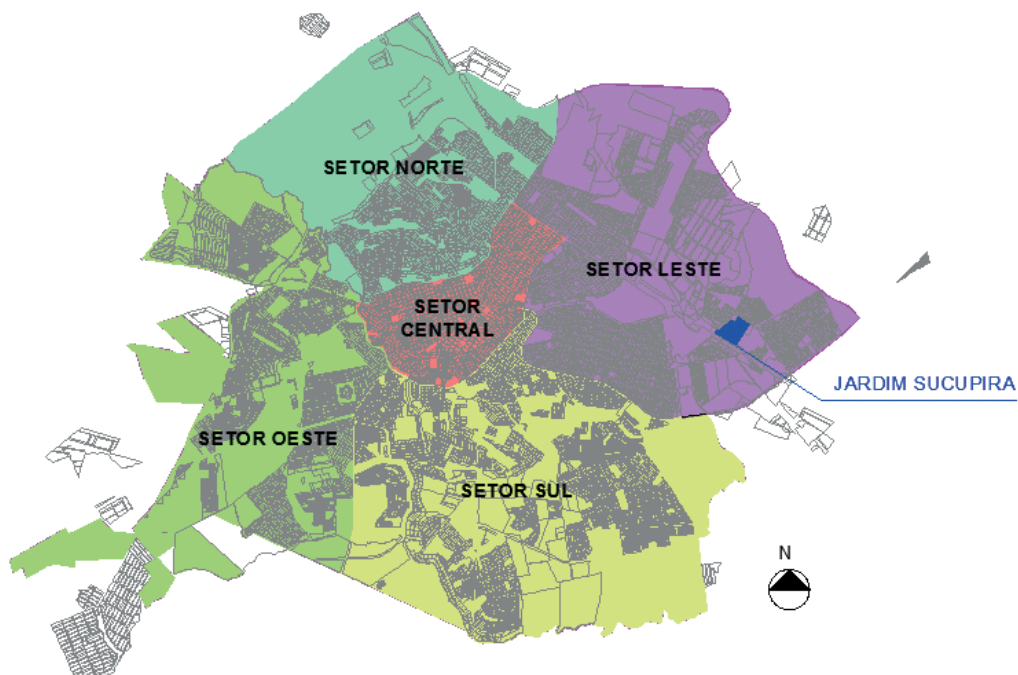 SETOR NORTE
SETOR LESTE
SETOR
CENTRAL
JARDIM SUCUPIRA
SETOR OESTE
SETOR SUL
N